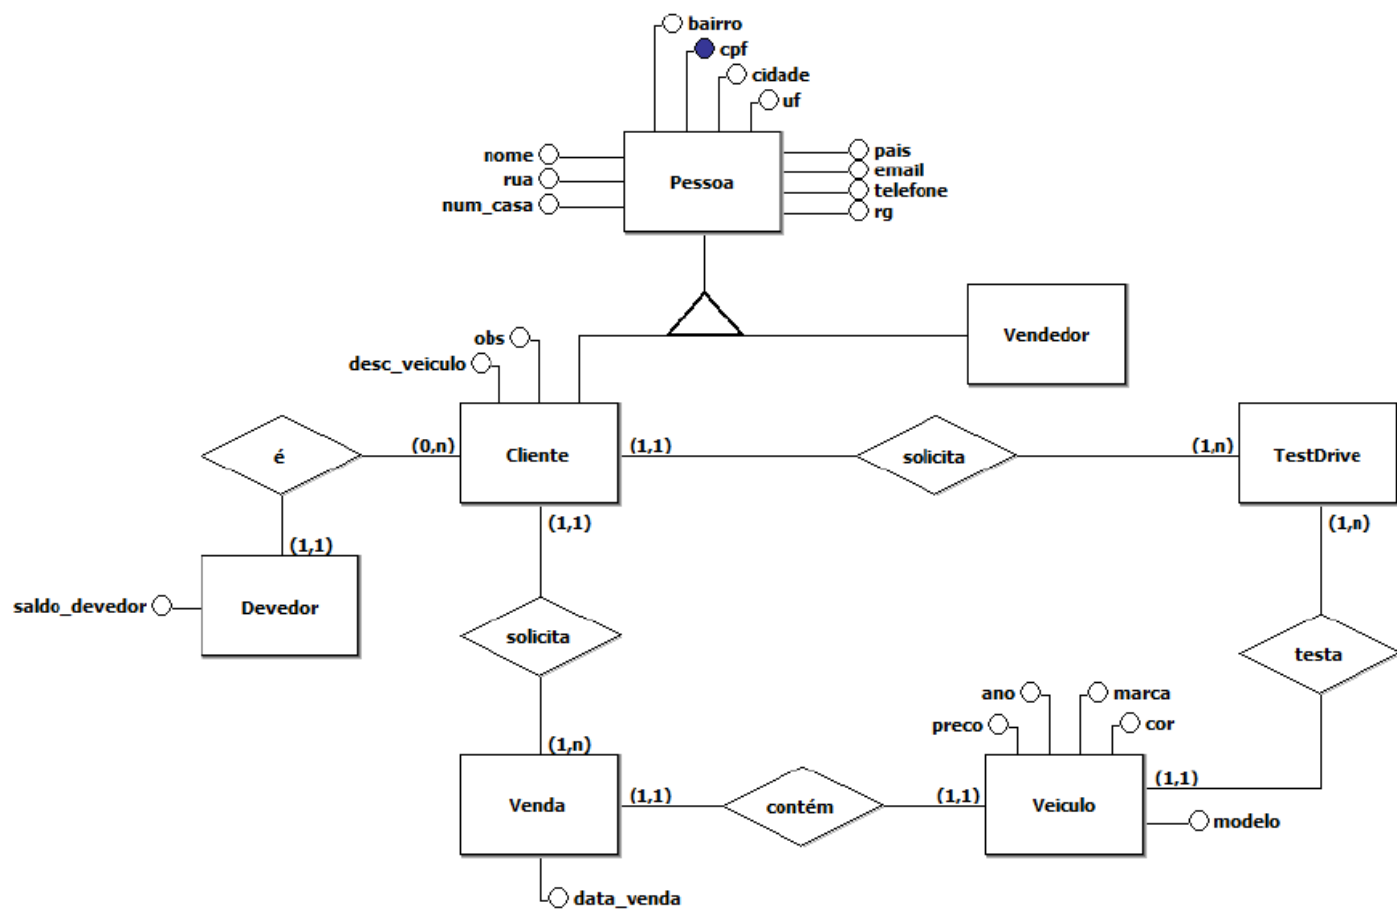 bairro
cpf
cidade
uf
nome
rua
num_casa
Pessoa
pais
email
telefone
rg
Vendedor
obs
desc_veiculo
é
(0,n)
Cliente
(1,1)
solicita
(1,n)
TestDrive
(1,1)
(1,n)
(1,1)
saldo_devedor
Devedor
solicita
testa
ano
marca
preco
cor
(1,n)
Venda
(1,1)
contém
(1,1)
Veiculo
(1,1)
modelo
data_venda